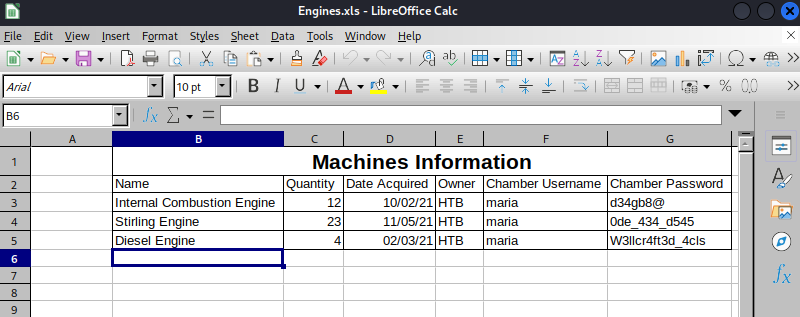 Engines.xls - LibreOffice Calc
File Edit View Insert Format Styles Sheet Data Tools Window Help
Arial 10 pt B I U A % 0.0
B6 fx Σ =
A B C D E F G
1 Machines Information
2 Name Quantity Date Acquired Owner Chamber Username Chamber Password
3 Internal Combustion Engine 12 10/02/21 HTB maria d34gb8@
4 Stirling Engine 23 11/05/21 HTB maria 0de_434_d545
5 Diesel Engine 4 02/03/21 HTB maria W3llcr4ft3d_4cls
6
7
8
9